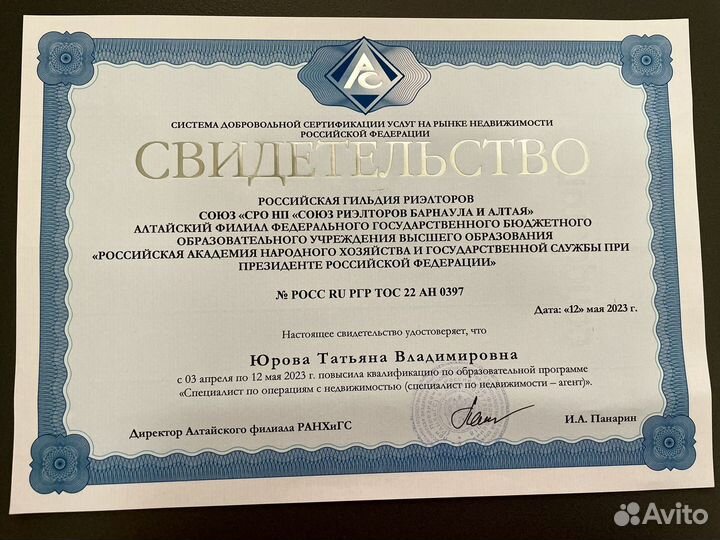 АС
СИСТЕМА ДОБРОВОЛЬНОЙ СЕРТИФИКАЦИИ УСЛУГ НА РЫНКЕ НЕДВИЖИМОСТИ
РОССИЙСКОЙ ФЕДЕРАЦИИ
СВИДЕТЕЛЬСТВО
РОССИЙСКАЯ ГИЛЬДИЯ РИЭЛТОРОВ
СОЮЗ «СРО НП «СОЮЗ РИЭЛТОРОВ БАРНАУЛА И АЛТАЯ»
АЛТАЙСКИЙ ФИЛИАЛ ФЕДЕРАЛЬНОГО ГОСУДАРСТВЕННОГО БЮДЖЕТНОГО
ОБРАЗОВАТЕЛЬНОГО УЧРЕЖДЕНИЯ ВЫСШЕГО ОБРАЗОВАНИЯ
«РОССИЙСКАЯ АКАДЕМИЯ НАРОДНОГО ХОЗЯЙСТВА И ГОСУДАРСТВЕННОЙ СЛУЖБЫ ПРИ
ПРЕЗИДЕНТЕ РОССИЙСКОЙ ФЕДЕРАЦИИ»
№ РОСС RU РГР ТОС 22 АН 0397
Дата: «12» мая 2023 г.
Настоящее свидетельство удостоверяет, что
Юрова Татьяна Владимировна
с 03 апреля по 12 мая 2023 г. повысила квалификацию по образовательной программе
«Специалист по операциям с недвижимостью (специалист по недвижимости – агент)».
Директор Алтайского филиала РАНХиГС
И.А. Панарин
Avito